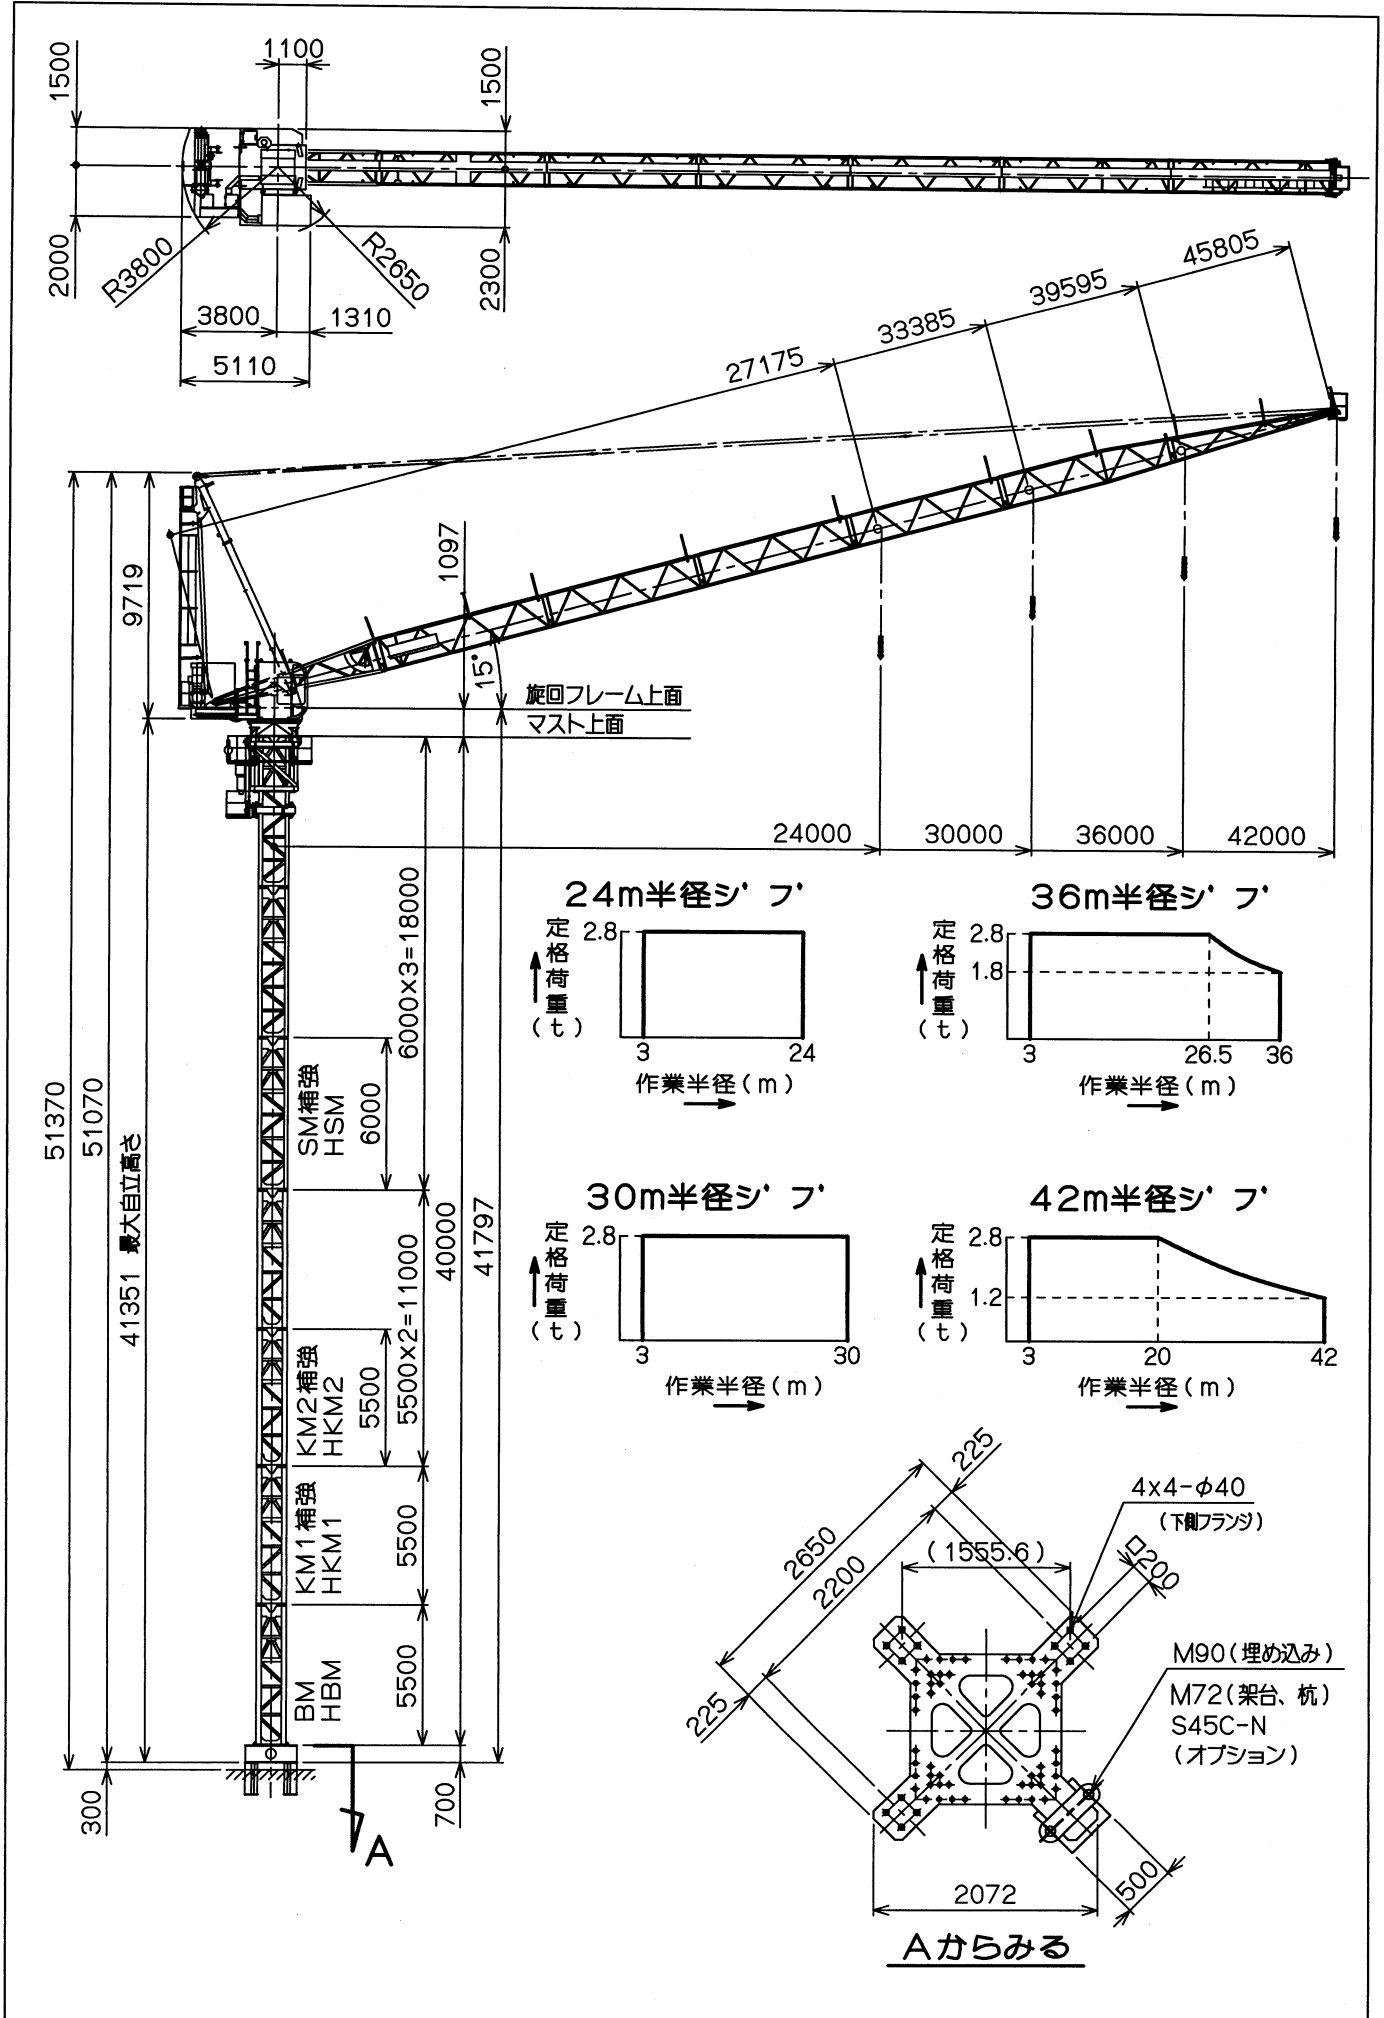 1100
1500
1500
2000
2300
R3800
R2650
3800
1310
5110
45805
39595
33385
27175
1097
9719
15°
旋回フレーム上面
マスト上面
24000
30000
36000
42000
51370
51070
41351 最大自立高さ
6000x3=18000
SM補強
HSM
6000
40000
41797
5500x2=11000
KM2補強
HKM2
5500
KM1補強
HKM1
5500
BM
HBM
5500
300
700
A
24m半径ジブ
定格荷重(t)
2.8
3
24
作業半径(m)
36m半径ジブ
定格荷重(t)
2.8
1.8
3
26.5
36
作業半径(m)
30m半径ジブ
定格荷重(t)
2.8
3
30
作業半径(m)
42m半径ジブ
定格荷重(t)
2.8
1.2
3
20
42
作業半径(m)
225
2650
2200
(1555.6)
4x4-φ40
(下側フランジ)
□200
225
M90(埋め込み)
M72(架台、杭)
S45C-N
(オプション)
500
2072
Aからみる